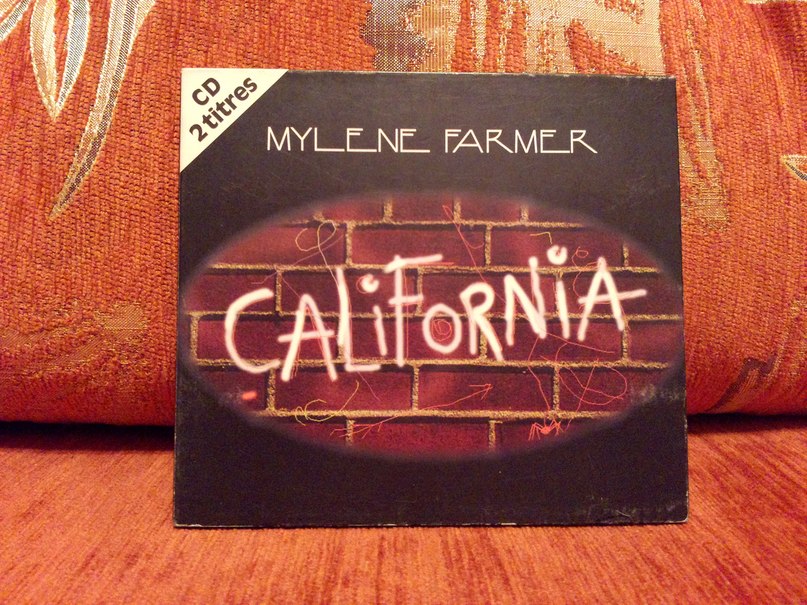 CD
2 titres
MYLENE FARMER
CALiFORNiA